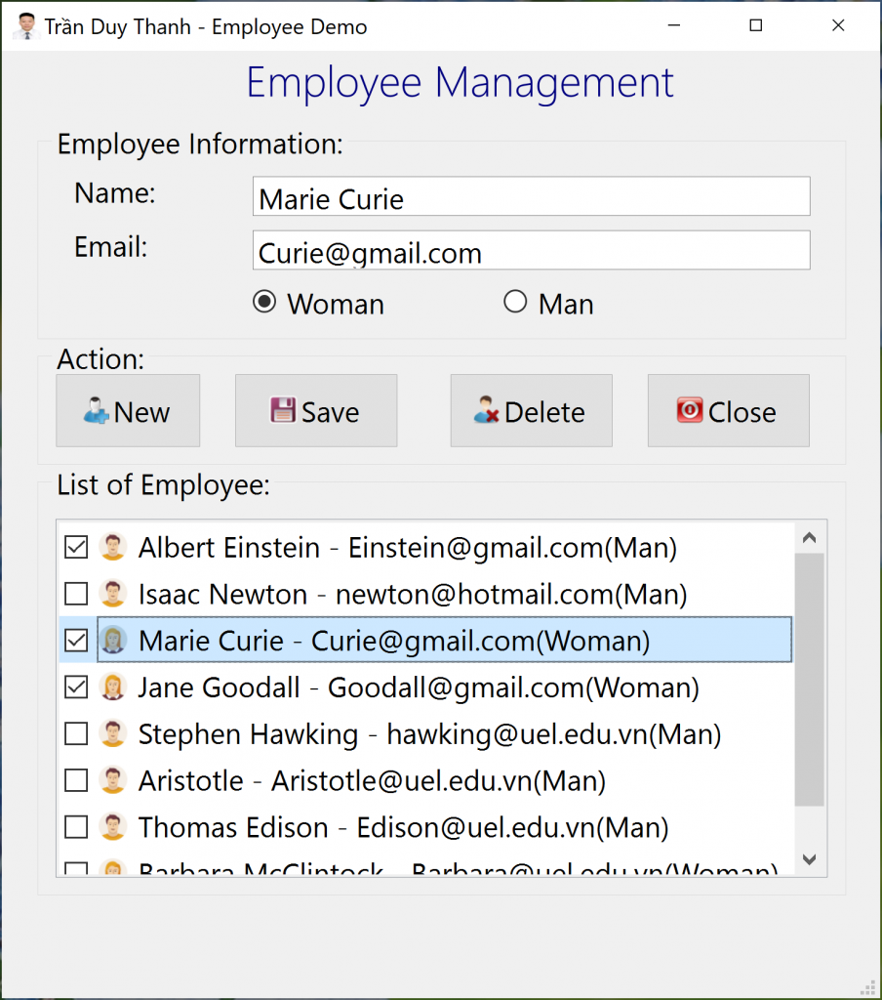 Trần Duy Thanh - Employee Demo
Employee Management
Employee Information:
Name:
Marie Curie
Email:
Curie@gmail.com
Woman Man
Action:
New Save Delete Close
List of Employee:
Albert Einstein - Einstein@gmail.com(Man)
Isaac Newton - newton@hotmail.com(Man)
Marie Curie - Curie@gmail.com(Woman)
Jane Goodall - Goodall@gmail.com(Woman)
Stephen Hawking - hawking@uel.edu.vn(Man)
Aristotle - Aristotle@uel.edu.vn(Man)
Thomas Edison - Edison@uel.edu.vn(Man)
Barbara McClintock - Barbara@uel.edu.vn(Woman)